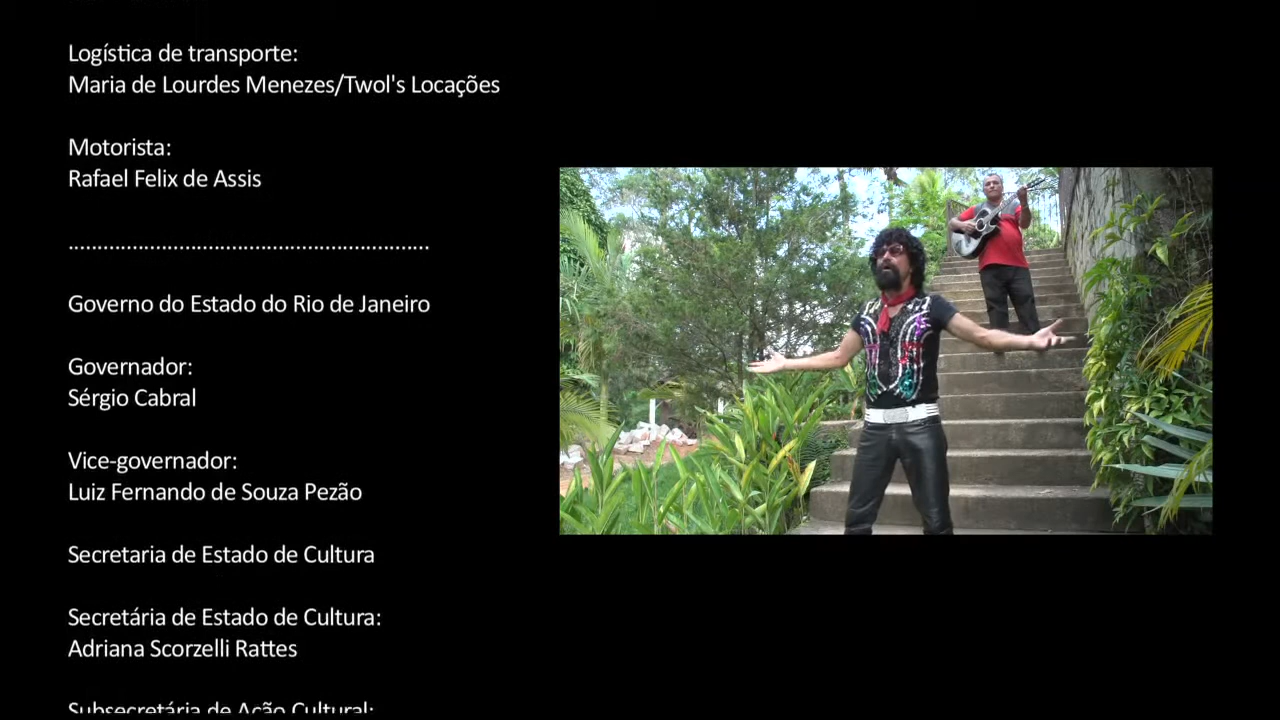 Logística de transporte:
Maria de Lourdes Menezes/Twol's Locações
Motorista:
Rafael Felix de Assis
..............................................................
Governo do Estado do Rio de Janeiro
Governador:
Sérgio Cabral
Vice-governador:
Luiz Fernando de Souza Pezão
Secretaria de Estado de Cultura
Secretária de Estado de Cultura:
Adriana Scorzelli Rattes
Subsecretária de Ação Cultural: